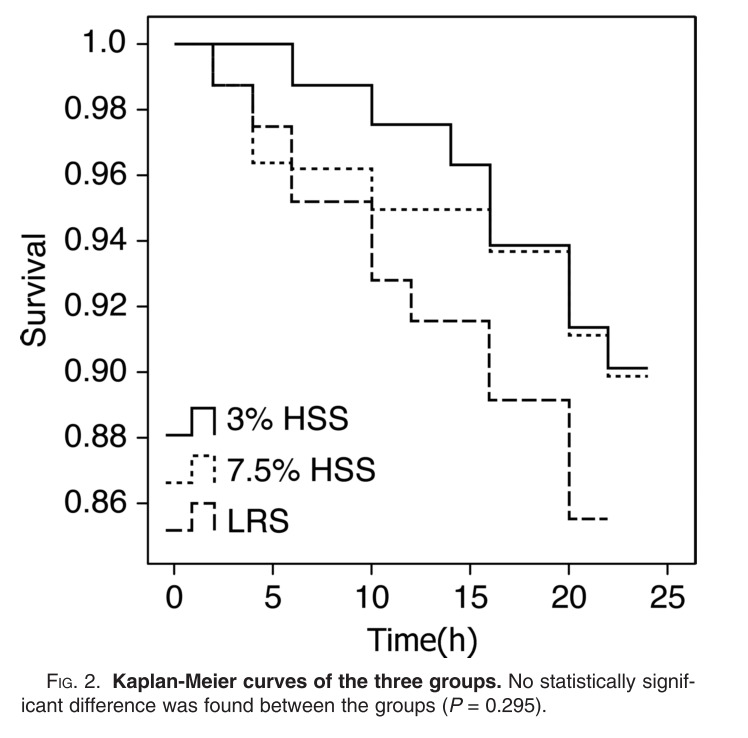 1.0
0.98
0.96
0.94
0.92
0.90
0.88
0.86
Survival
3% HSS
7.5% HSS
LRS
0 5 10 15 20 25
Time(h)
FIG. 2. Kaplan-Meier curves of the three groups. No statistically signif-
icant difference was found between the groups (P = 0.295).